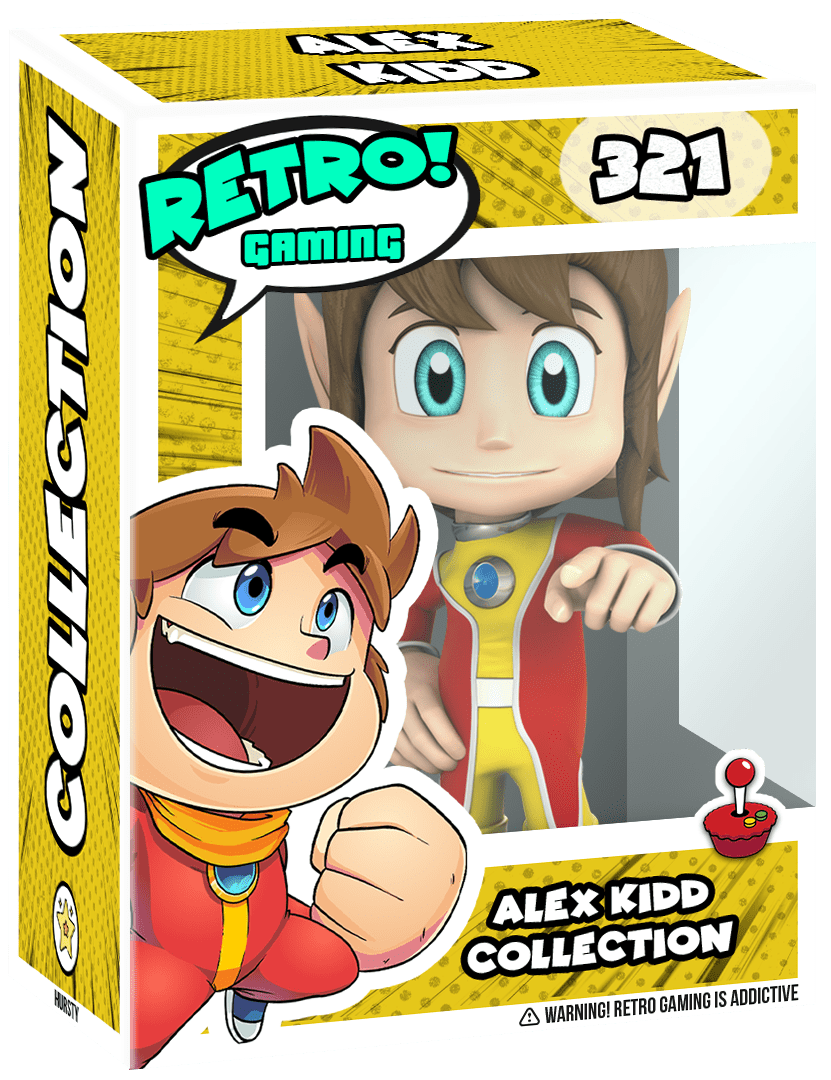 ALEX
KIDD
COLLECTION
HURSTY
RETRO!
GAMING
321
ALEX KIDD
COLLECTION
WARNING! RETRO GAMING IS ADDICTIVE